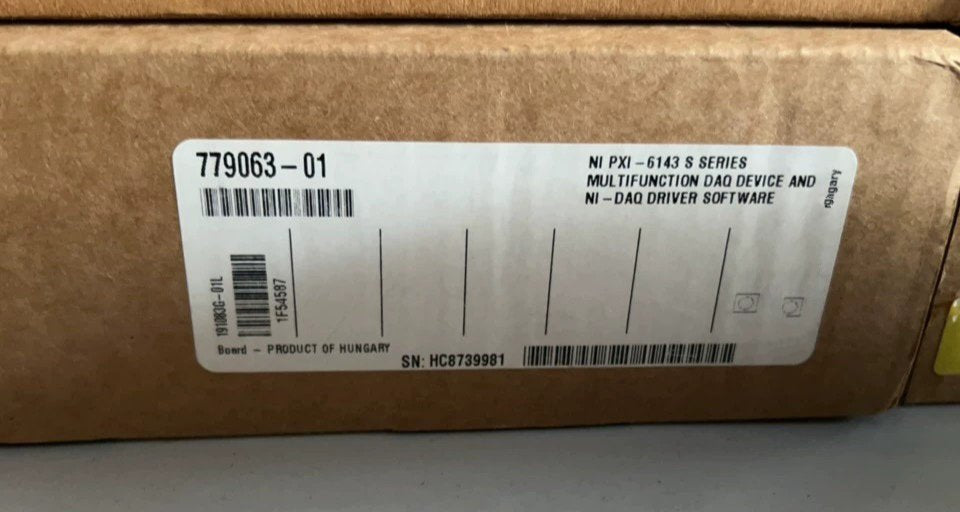 779063-01
NI PXI-6143 S SERIES
MULTIFUNCTION DAQ DEVICE AND
NI-DAQ DRIVER SOFTWARE
191083G-01L
1F54587
Board - PRODUCT OF HUNGARY
SN: HC8739981